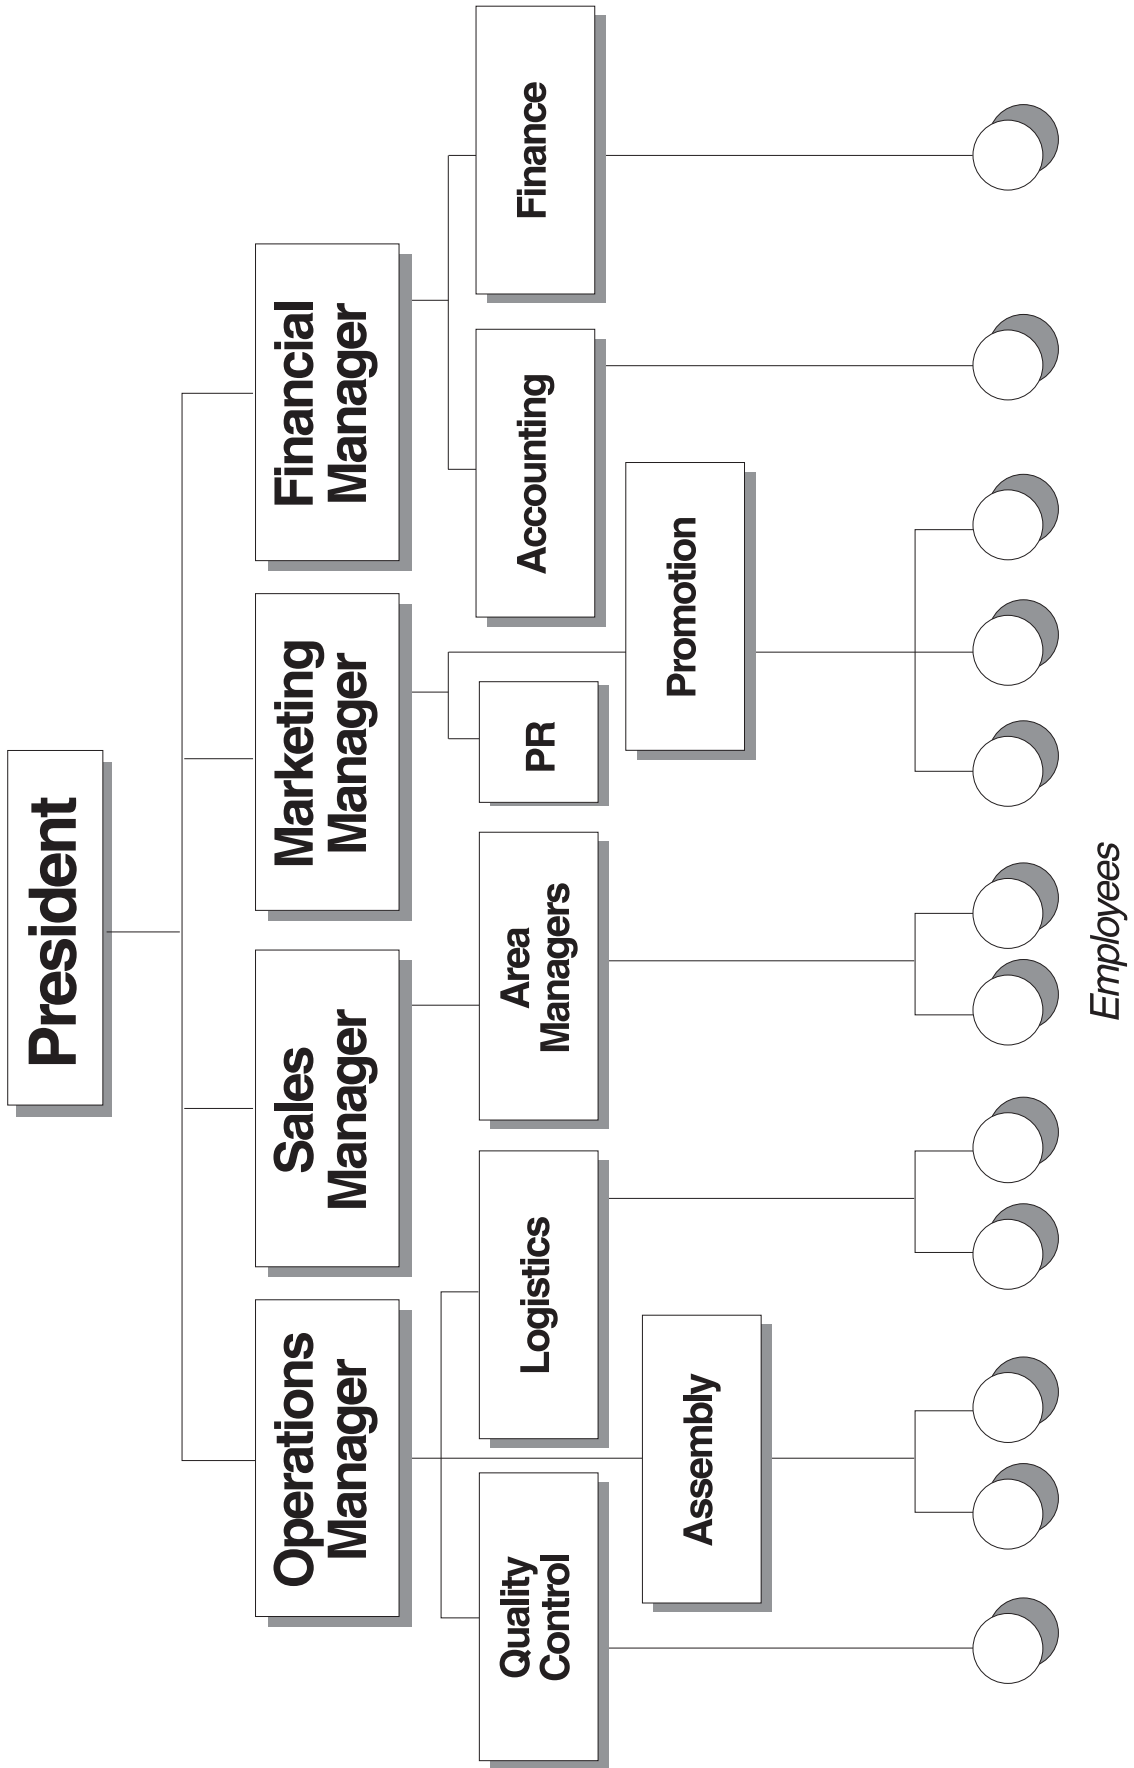 President
Operations
Manager
Sales
Manager
Marketing
Manager
Financial
Manager
Quality
Control
Logistics
Area
Managers
PR
Accounting
Finance
Assembly
Promotion
Employees